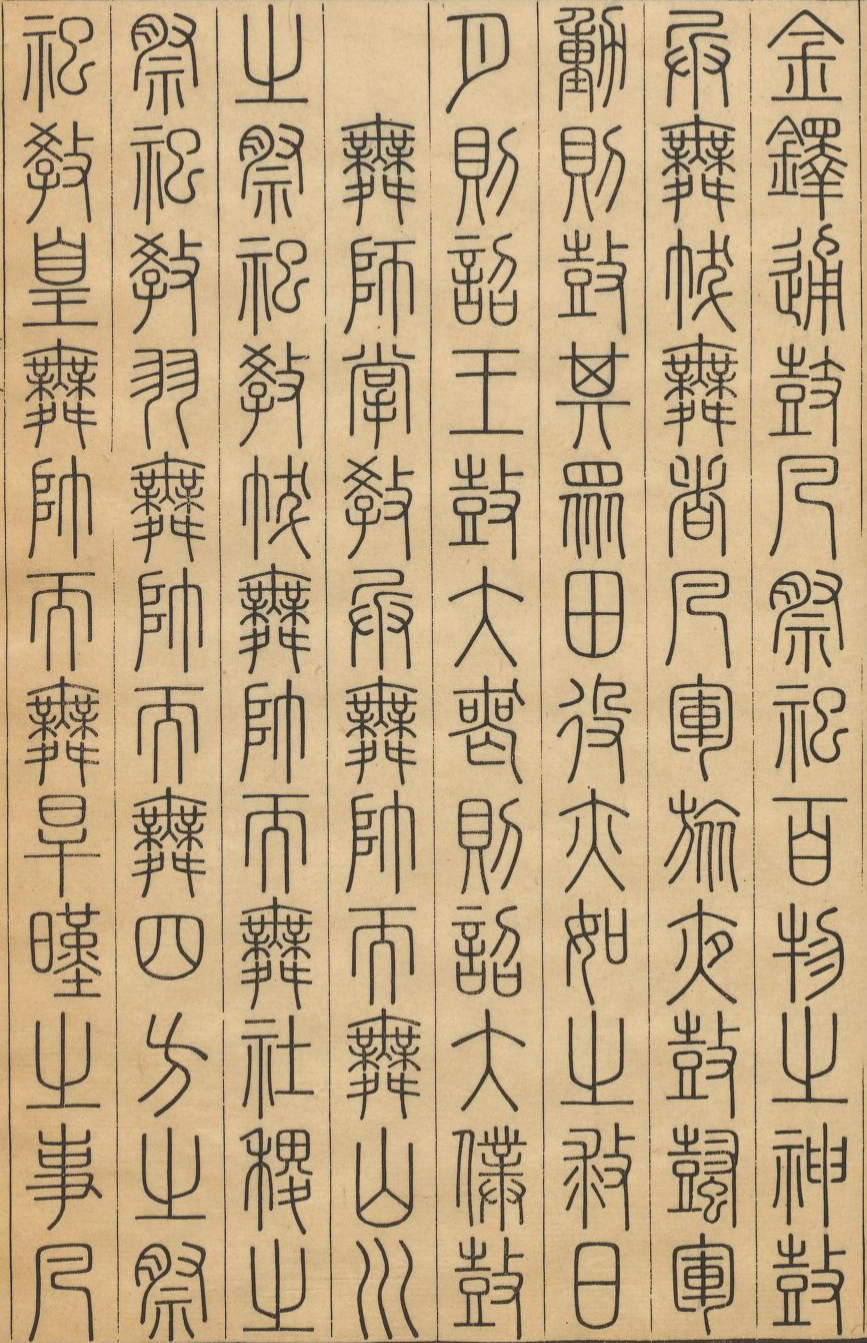 金鐸通鼓凡祭祀百物之神鼓
兵舞帗舞者凡軍旅夜鼓鼜軍
動則鼓其眾田役亦如之救日
月則詔王鼓大喪則詔大僕鼓
舞師掌教兵舞帥而舞山川
之祭祀教帗舞帥而舞社稷之
祭祀教羽舞帥而舞四方之祭
祀教皇舞帥而舞旱暵之事凡